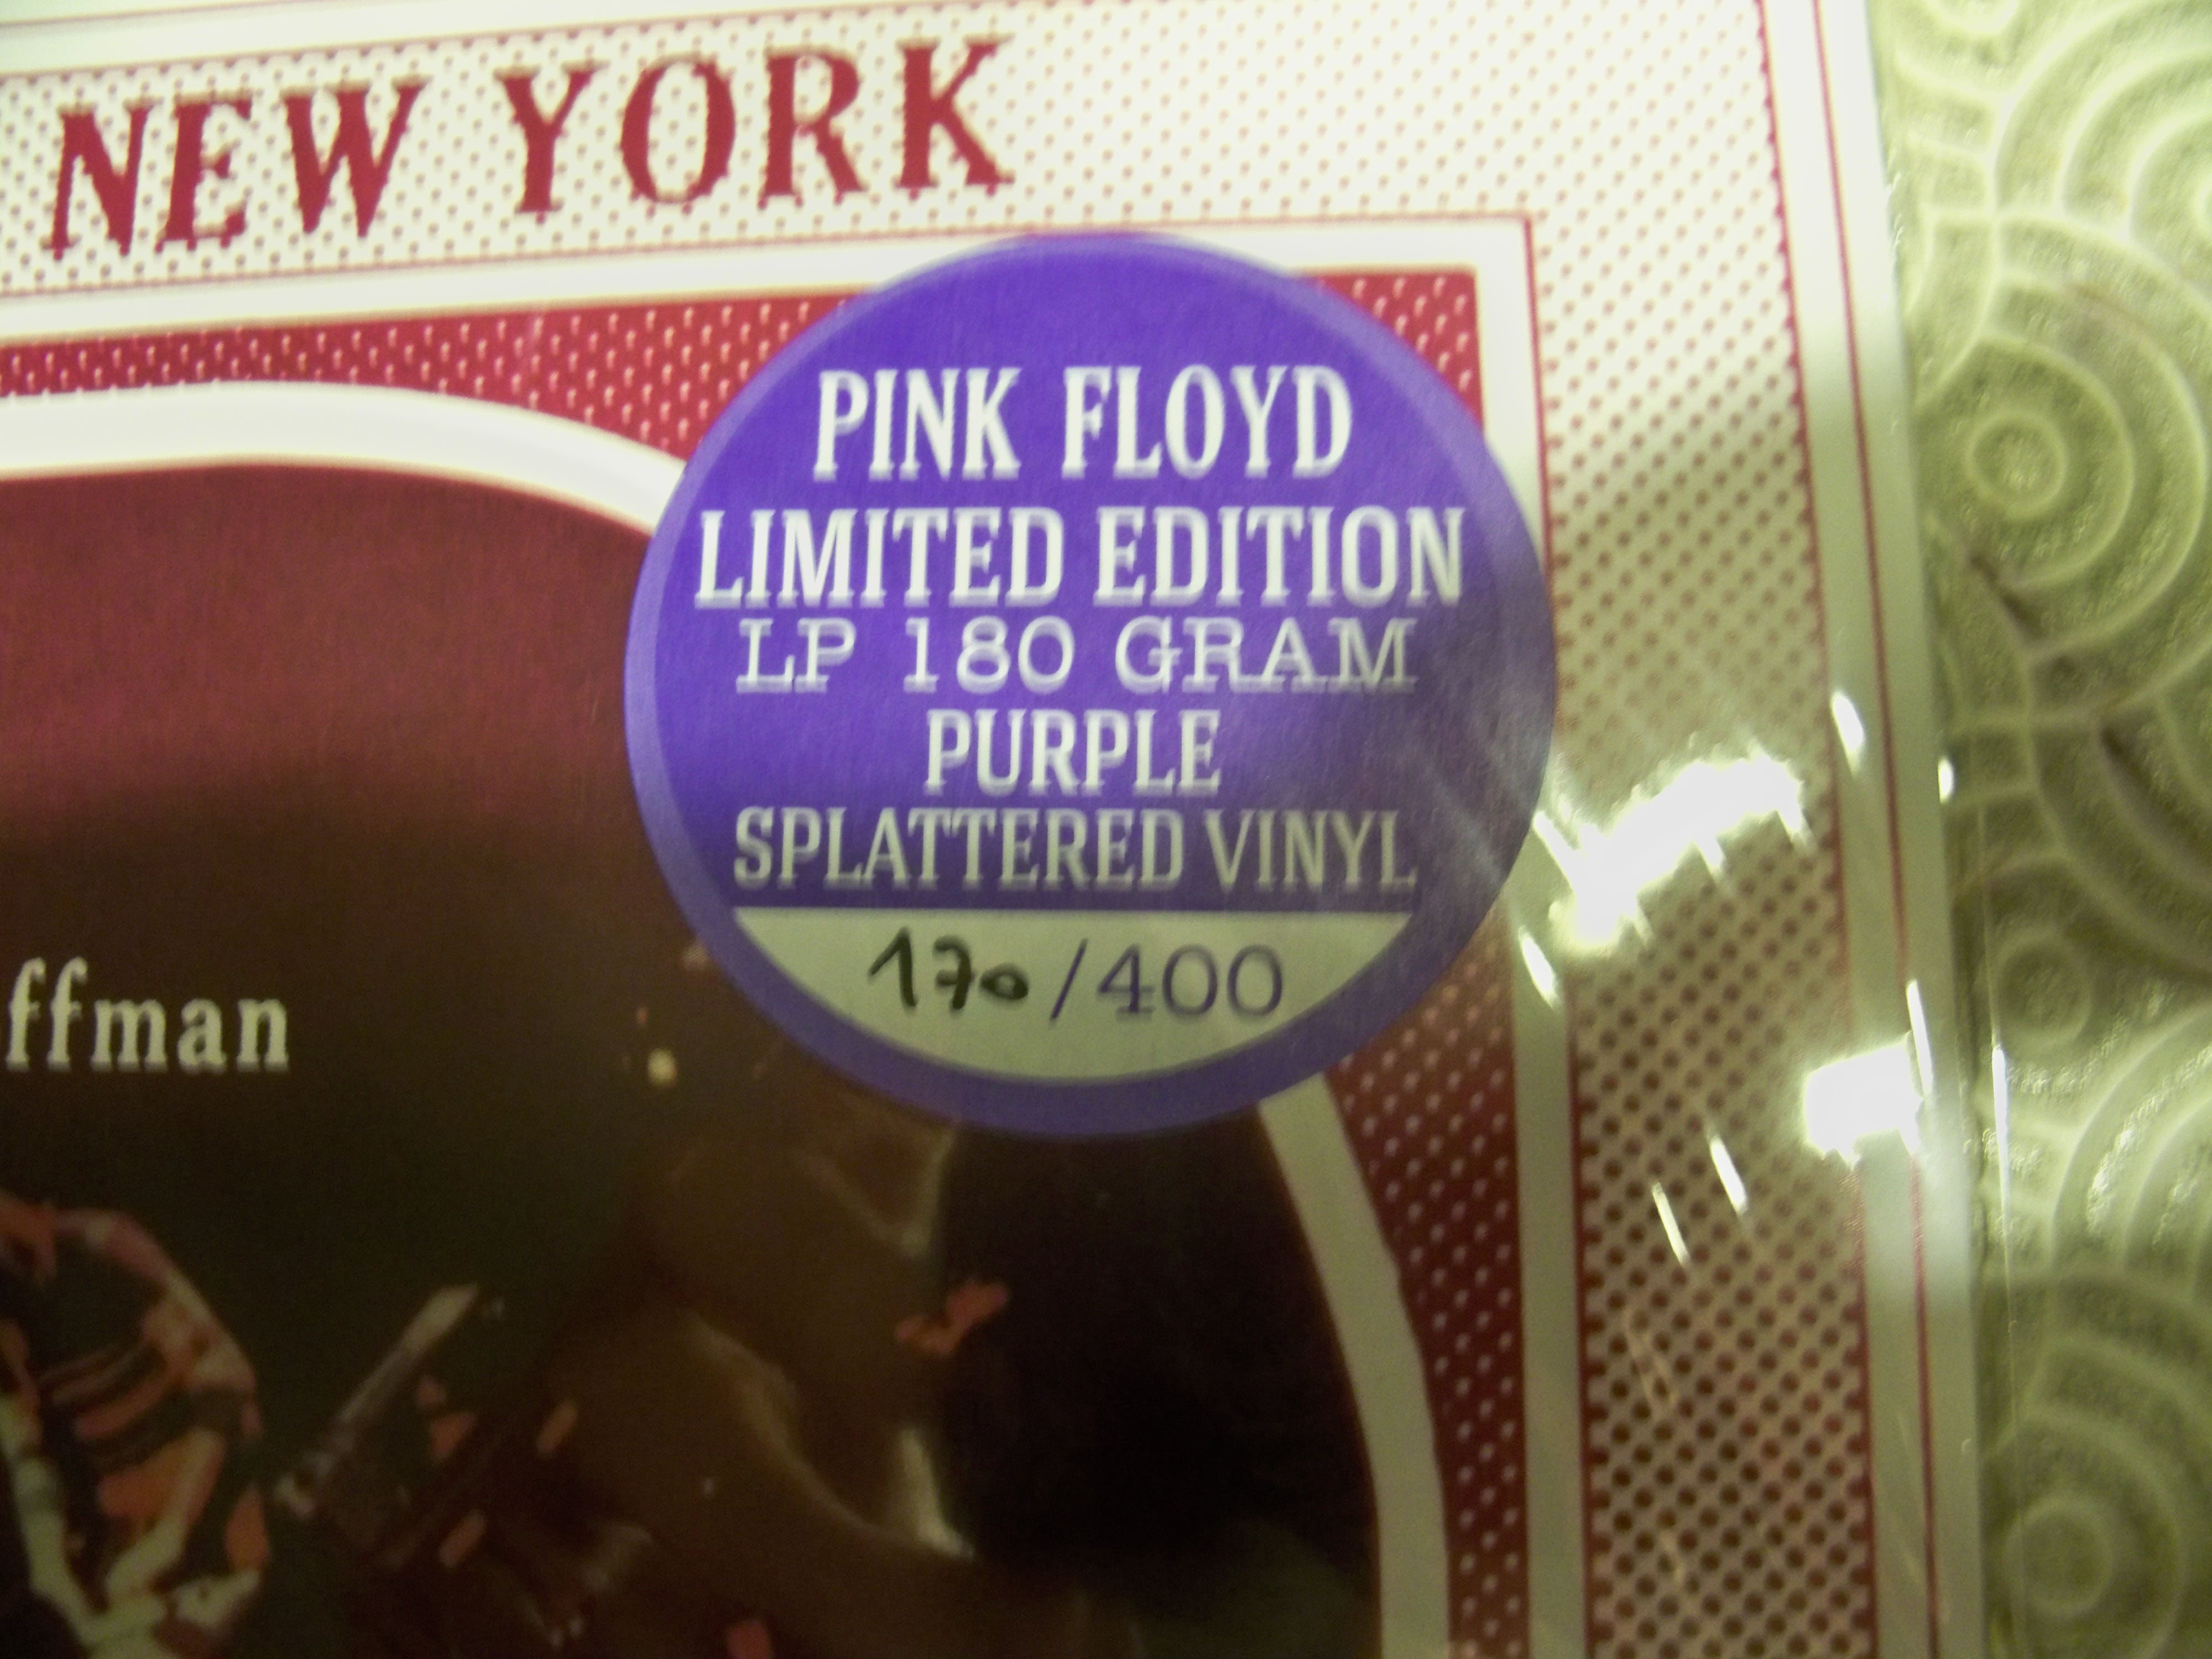 NEW YORK
PINK FLOYD
LIMITED EDITION
LP 180 GRAM
PURPLE
SPLATTERED VINYL
170/400
ffman